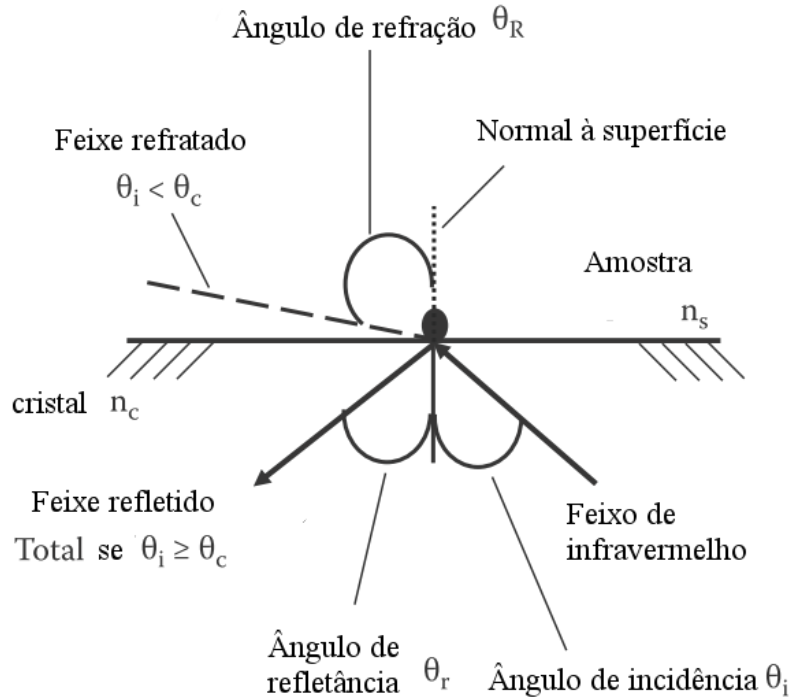 Ângulo de refração θR
Normal à superfície
Feixe refratado
θi < θc
Amostra
ns
cristal nc
Feixe refletido
Total se θi ≥ θc
Feixo de
infravermelho
Ângulo de
refletância θr
Ângulo de incidência θi